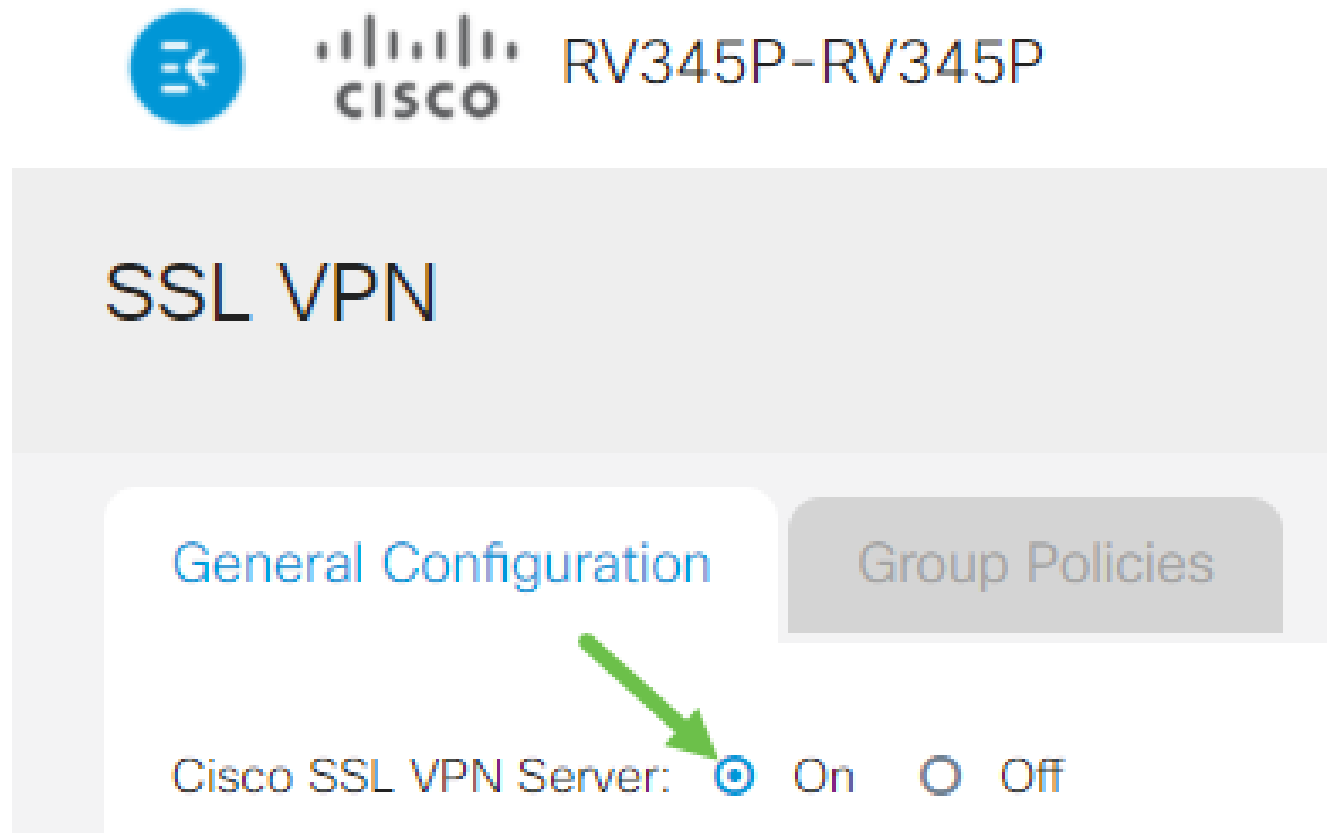 CISCO RV345P-RV345P
SSL VPN
General Configuration Group Policies
Cisco SSL VPN Server: On Off